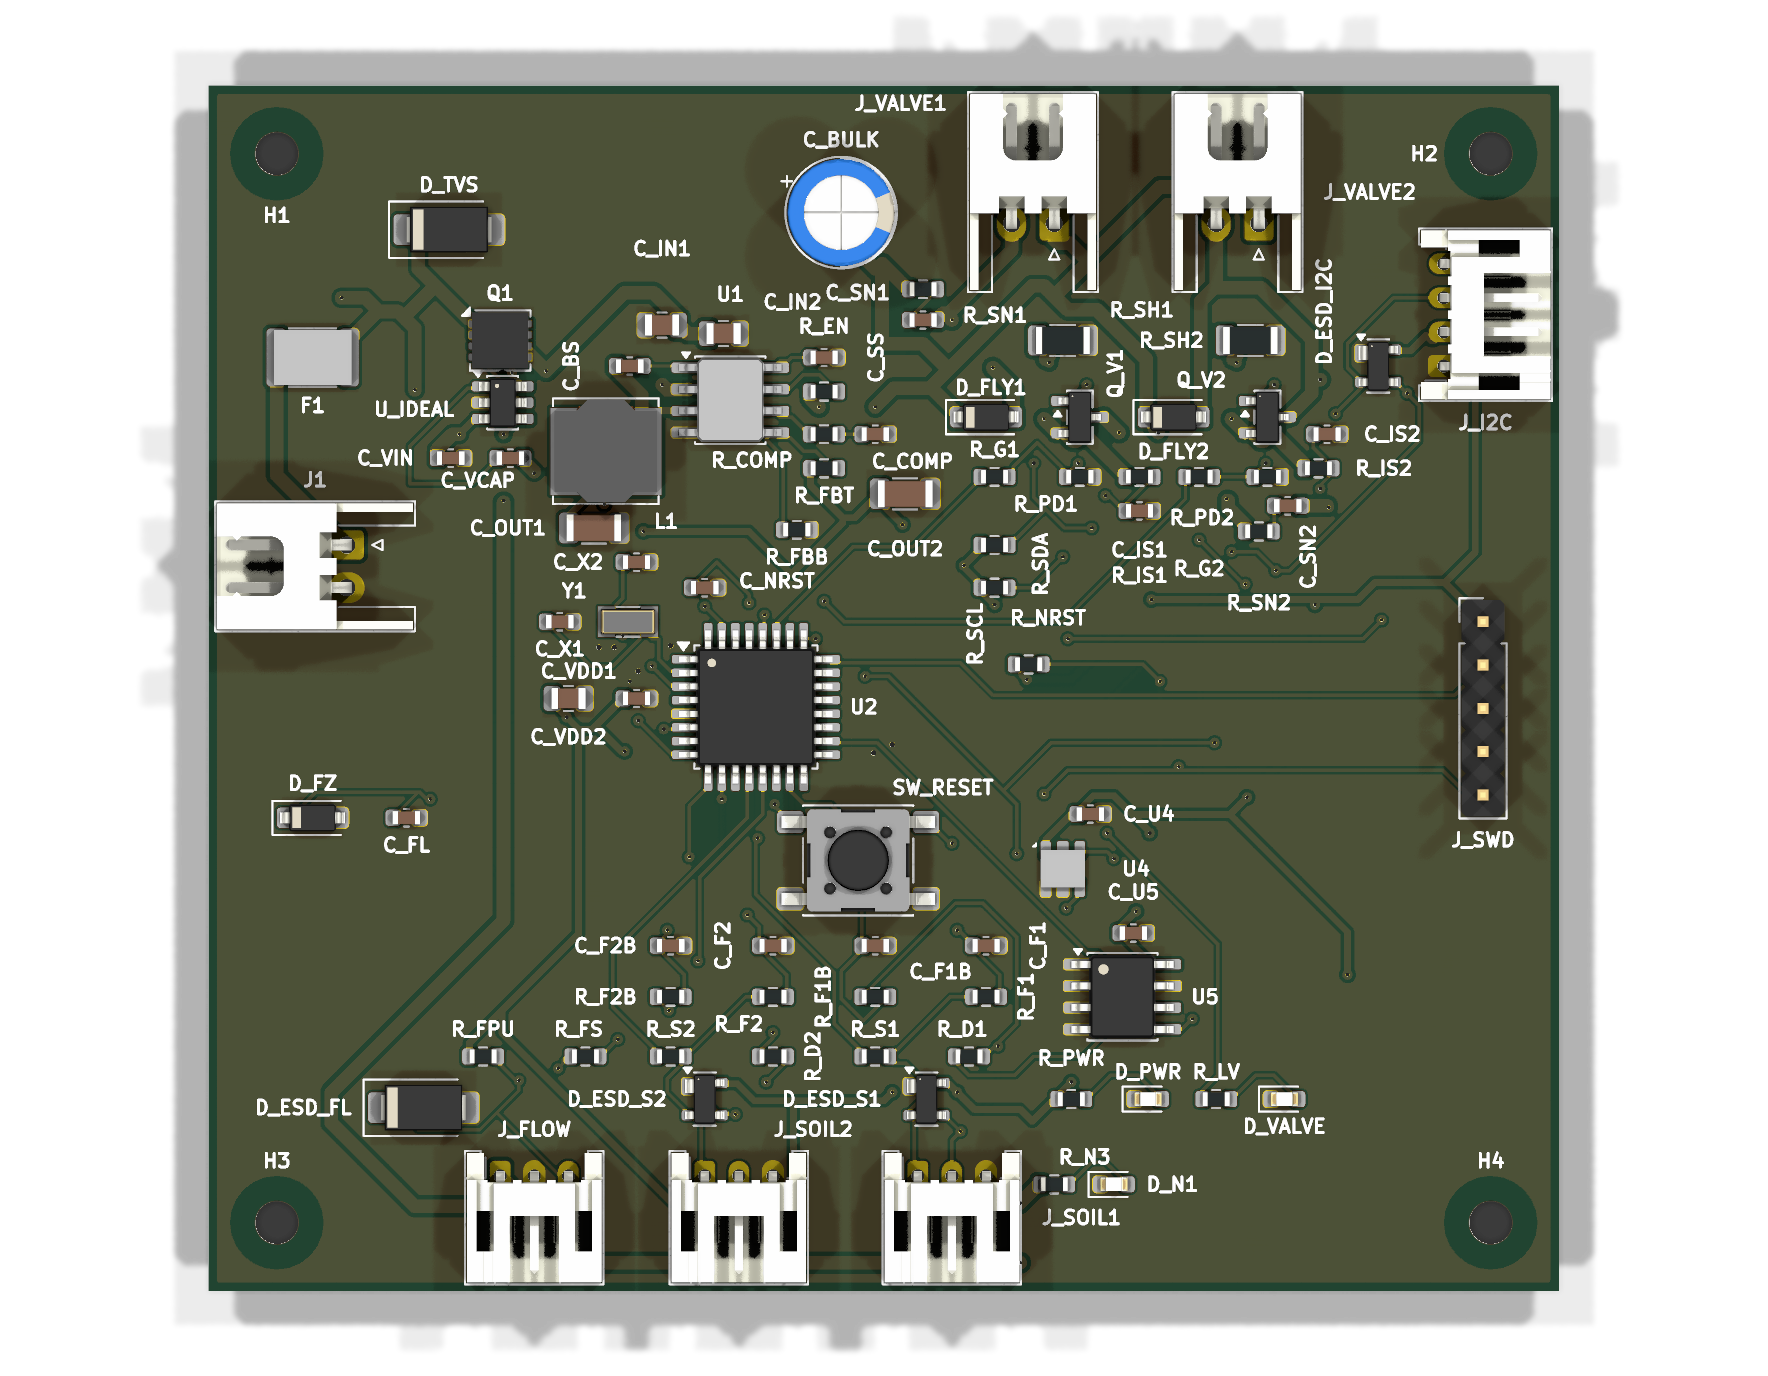 J_VALVE1
C_BULK
+
H2
D_TVS
J_VALVE2
H1
C_IN1
Q1
U1
C_IN2
C_SN1
D_ESD_I2C
R_EN
R_SN1
R_SH1
R_SH2
C_BS
C_SS
Q_V1
Q_V2
F1
U_IDEAL
D_FLY1
J_I2C
C_VIN
R_COMP
C_COMP
R_G1
D_FLY2
C_IS2
R_IS2
J1
C_VCAP
R_FBT
R_PD1
R_PD2
C_OUT1
L1
C_X2
R_FBB
C_OUT2
R_SDA
C_IS1
R_IS1
R_G2
C_SN2
Y1
C_NRST
R_SCL
R_NRST
R_SN2
C_X1
C_VDD1
U2
C_VDD2
D_FZ
SW_RESET
C_U4
C_FL
J_SWD
U4
C_U5
C_F2B
C_F2
C_F1B
C_F1
R_F2B
R_F1B
R_F1
U5
R_FPU
R_FS
R_S2
R_F2
R_D2
R_S1
R_D1
R_PWR
D_PWR
R_LV
D_ESD_FL
D_ESD_S2
D_ESD_S1
J_FLOW
J_SOIL2
D_VALVE
H3
R_N3
H4
D_N1
J_SOIL1